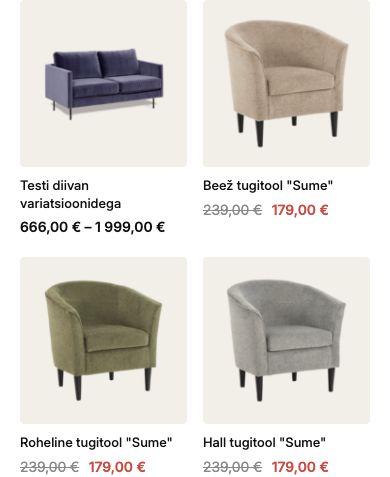 Testi diivan
variatsioonidega
666,00 € – 1 999,00 €
Beež tugitool "Sume"
239,00 € 179,00 €
Roheline tugitool "Sume"
239,00 € 179,00 €
Hall tugitool "Sume"
239,00 € 179,00 €